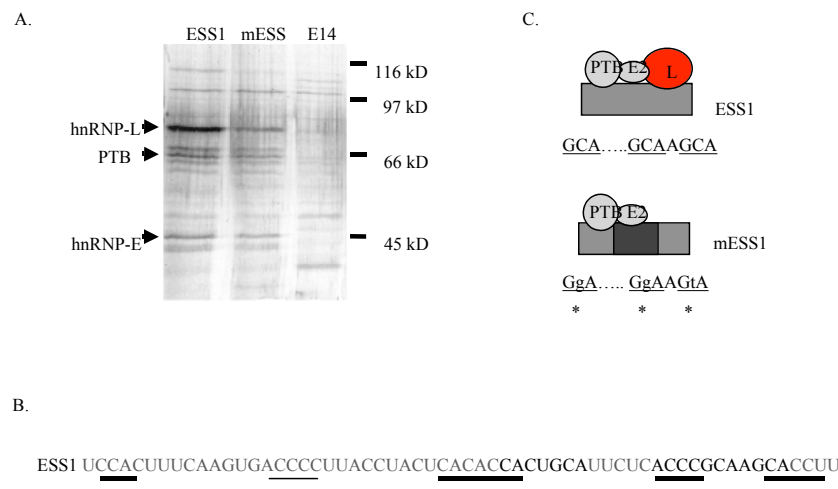 A.
ESS1 mESS E14
116 kD
97 kD
hnRNP-L
PTB
66 kD
hnRNP-E
45 kD
C.
PTB E2 L
ESS1
GCA.....GCAAGCA
PTB E2
mESS1
GgA..... GgAAGtA
* * *
B.
ESS1 UCCACUUUCAAGUGACCCCUUACCUACUCACACCACUGCAUUCUCACCCGCAAGCACCUU